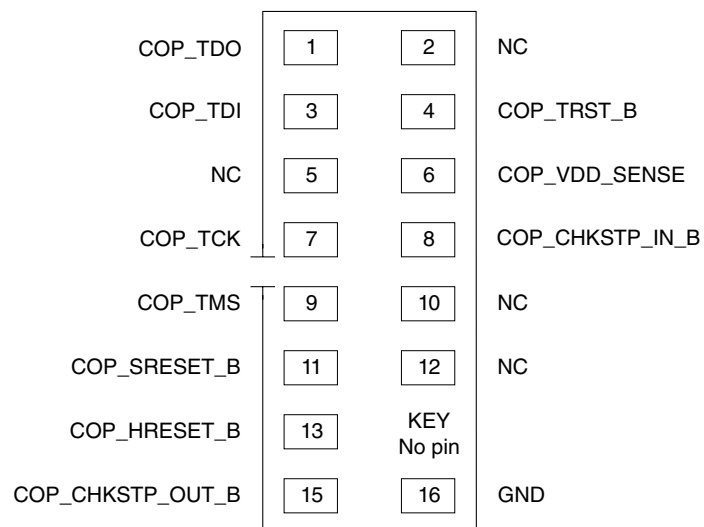 COP_TDO 1 2 NC
COP_TDI 3 4 COP_TRST_B
NC 5 6 COP_VDD_SENSE
COP_TCK 7 8 COP_CHKSTP_IN_B
COP_TMS 9 10 NC
COP_SRESET_B 11 12 NC
COP_HRESET_B 13 KEY
No pin
COP_CHKSTP_OUT_B 15 16 GND